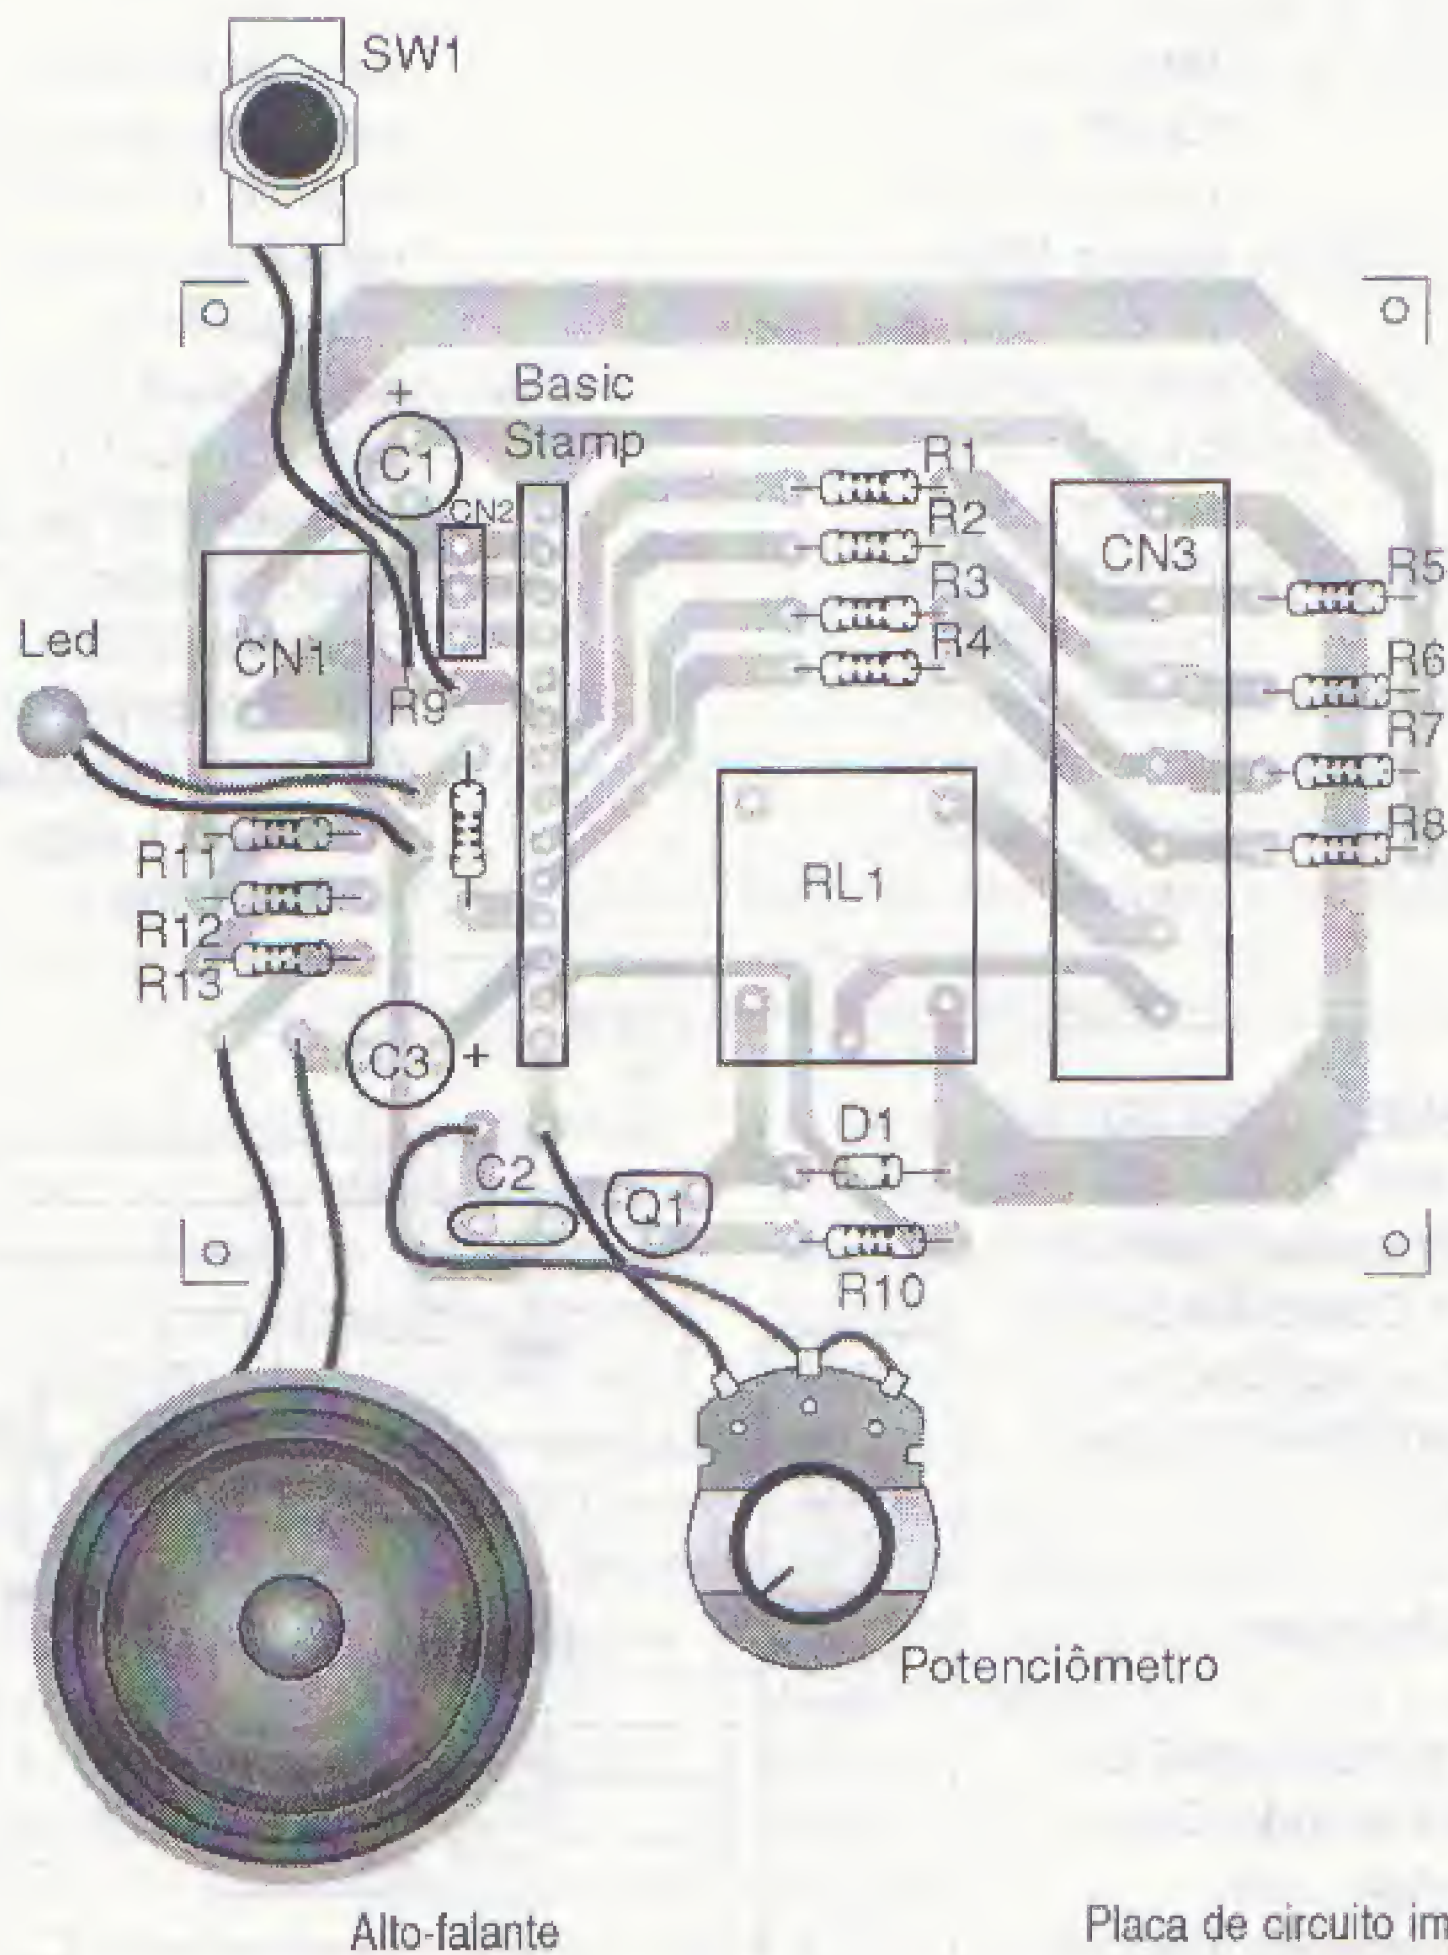 SW1
Basic
Stamp
+
C1
CN2
R1
R2
R3
R4
CN3
R5
R6
R7
R8
Led
CN1
R9
R11
R12
R13
RL1
C3 +
D1
C2
Q1
R10
Potenciômetro
Alto-falante
Placa de circuito im